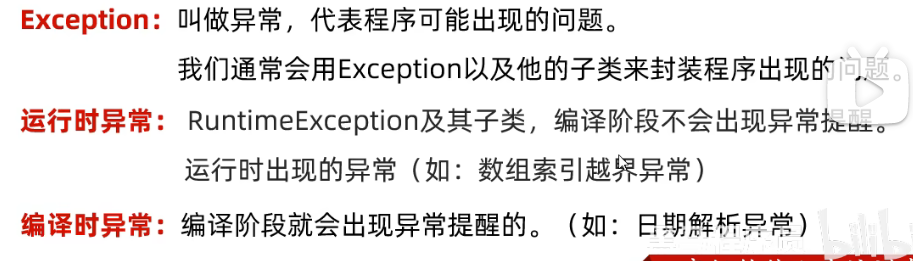 Exception：叫做异常，代表程序可能出现的问题。
我们通常会用Exception以及他的子类来封装程序出现的问题。
运行时异常： RuntimeException及其子类，编译阶段不会出现异常提醒。
运行时出现的异常（如：数组索引越界异常）
编译时异常：编译阶段就会出现异常提醒的。（如：日期解析异常）
bilibili